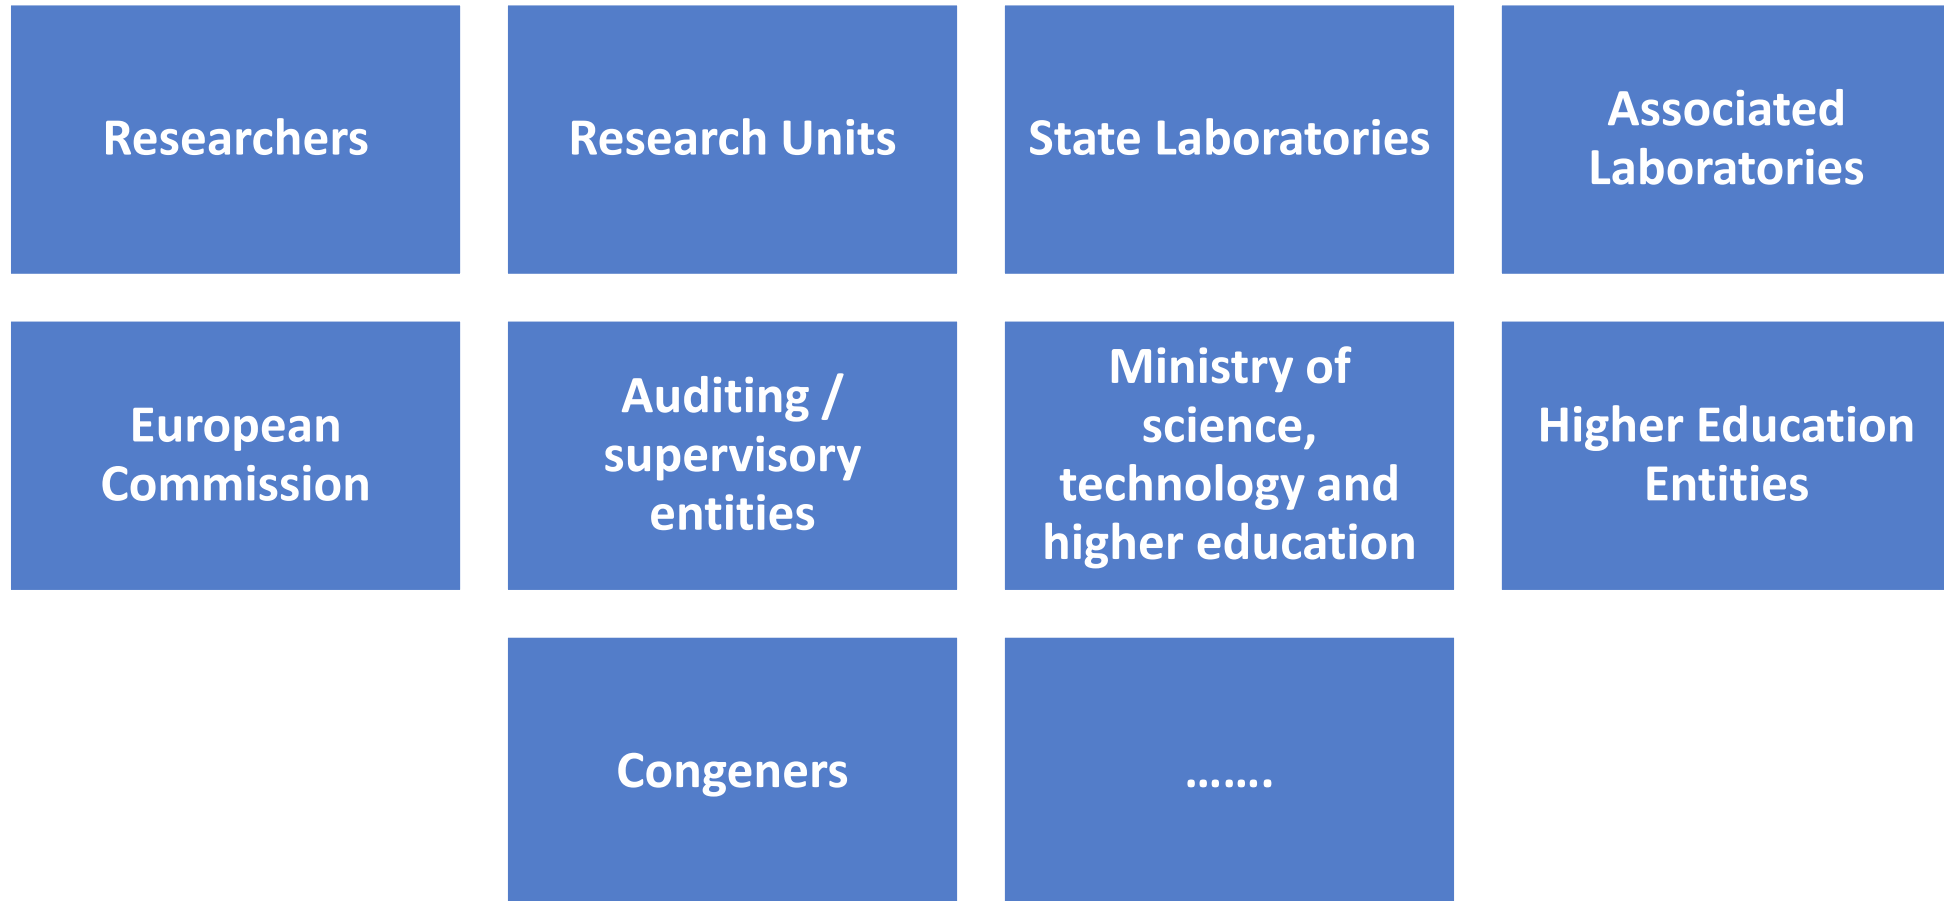 Researchers
Research Units
State Laboratories
Associated
Laboratories
European
Commission
Auditing /
supervisory
entities
Ministry of
science,
technology and
higher education
Higher Education
Entities
Congeners
.......